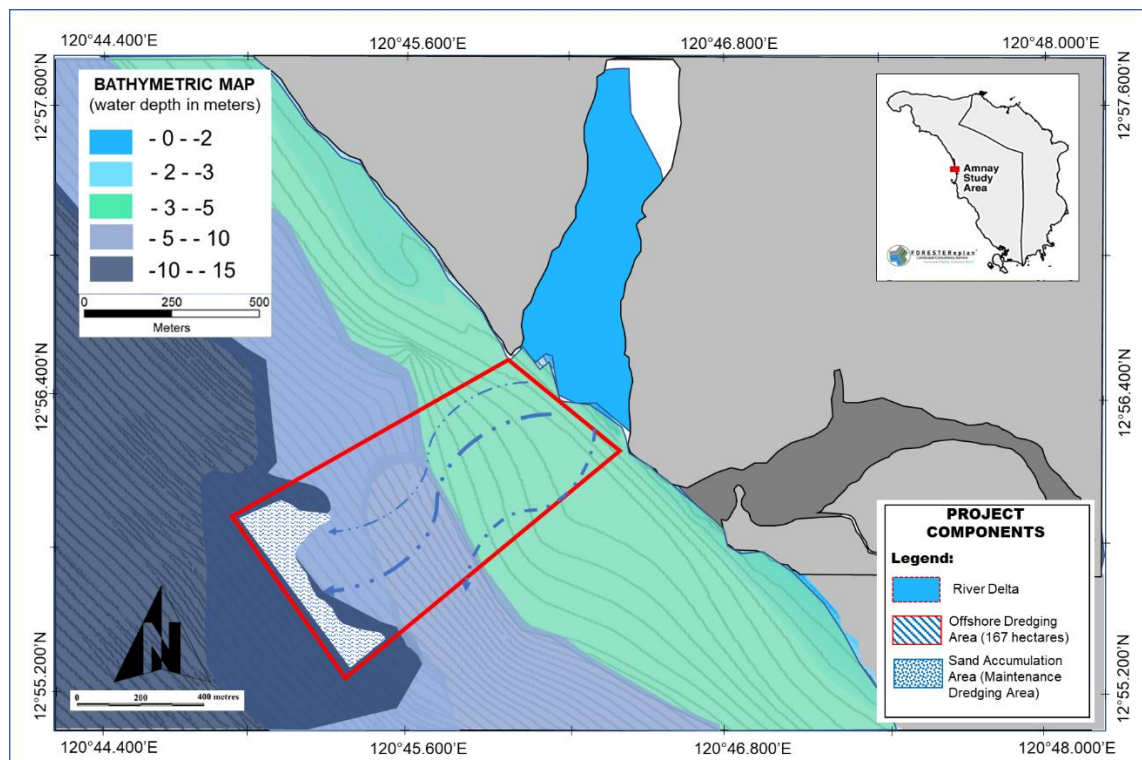 120°44.400'E
120°45.600'E
120°46.800'E
120°48.000'E
12°57.600'N
12°56.400'N
12°55.200'N
BATHYMETRIC MAP
(water depth in meters)
- 0 - -2
- 2 - -3
- 3 - -5
- 5 - - 10
-10 - - 15
0 250 500
Meters
Amnay
Study
Area
FORESTERplan
Landscape Consultancy Service
12°57.600'N
12°56.400'N
12°55.200'N
PROJECT
COMPONENTS
Legend:
River Delta
Offshore Dredging
Area (167 hectares)
Sand Accumulation
Area (Maintenance
Dredging Area)
N
0 200 400 metres
120°44.400'E
120°45.600'E
120°46.800'E
120°48.000'E